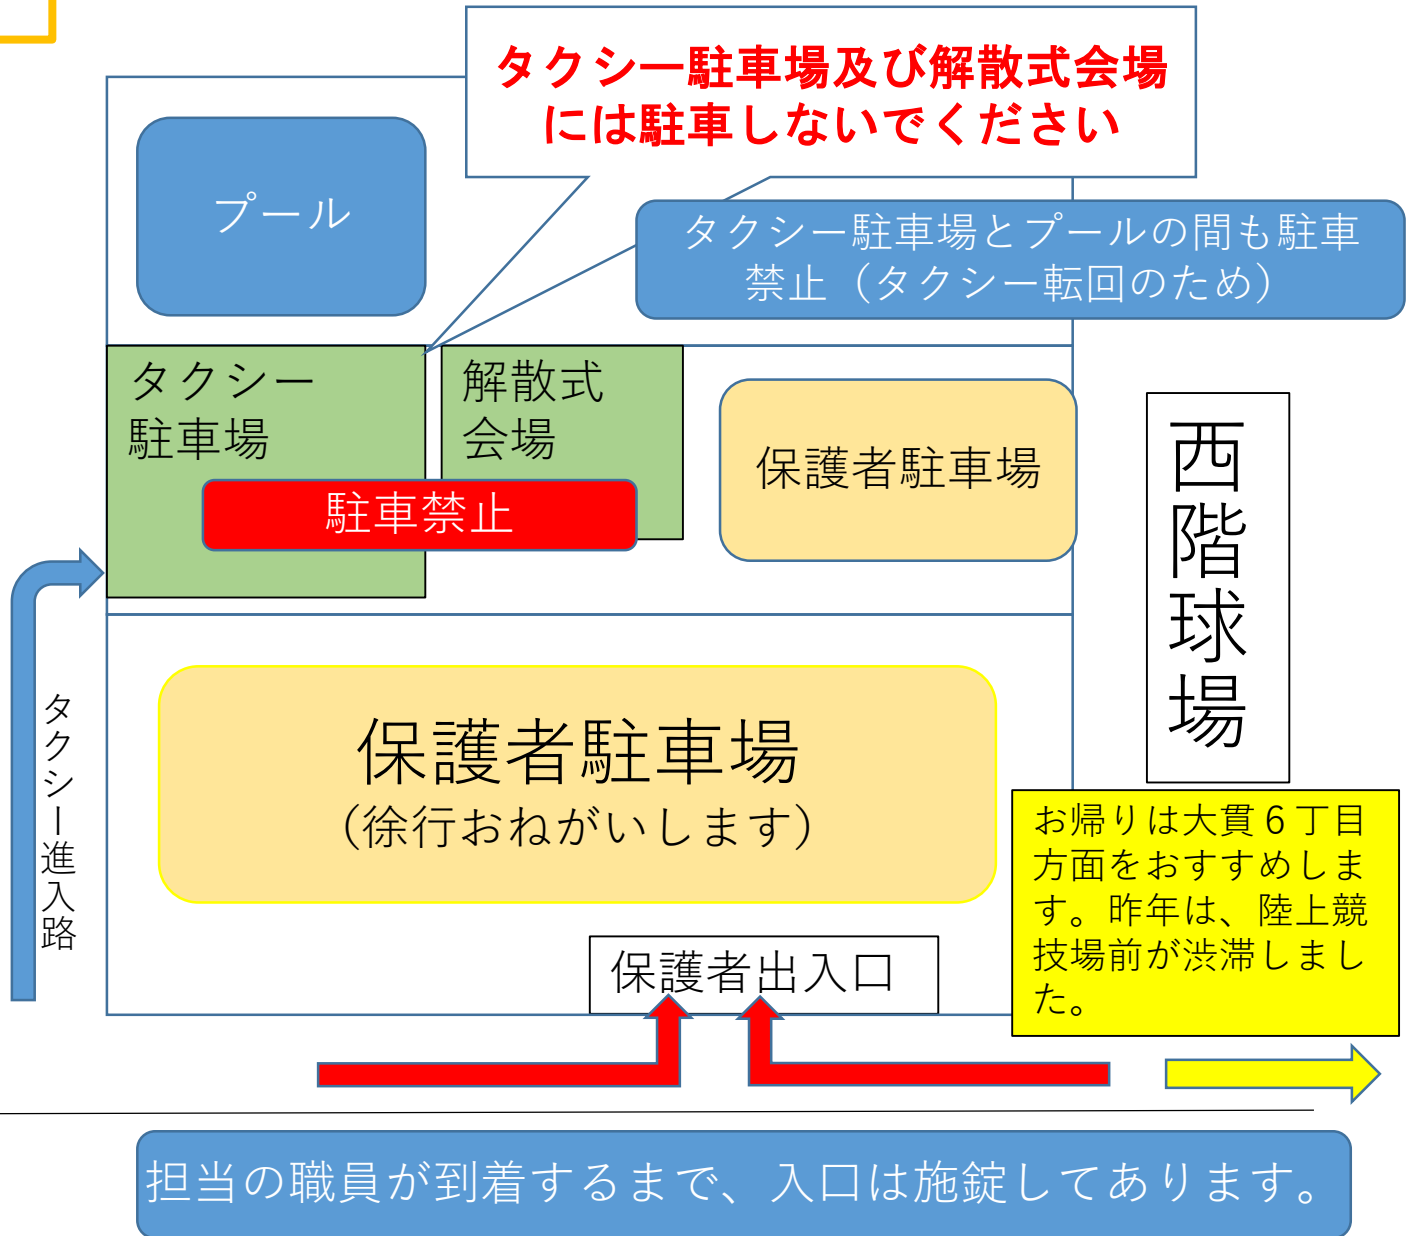 タクシー駐車場及び解散式会場
には駐車しないでください
プール
タクシー駐車場とプールの間も駐車
禁止（タクシー転回のため）
タクシー
駐車場
解散式
会場
駐車禁止
保護者駐車場
西階球場
タクシー進入路
保護者駐車場
（徐行おねがいします）
お帰りは大貫６丁目
方面をおすすめしま
す。昨年は、陸上競
技場前が渋滞しまし
た。
保護者出入口
担当の職員が到着するまで、入口は施錠してあります。